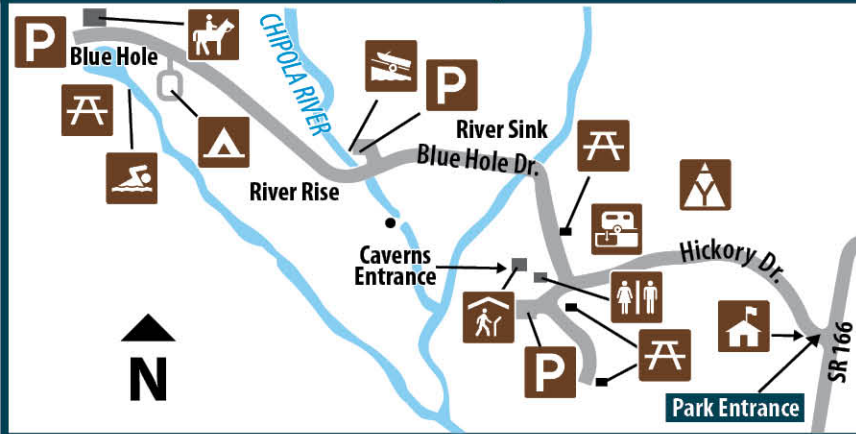 P
Blue Hole
CHIPOLA RIVER
P
River Sink
Blue Hole Dr.
River Rise
Caverns
Entrance
Hickory Dr.
N
P
SR 166
Park Entrance